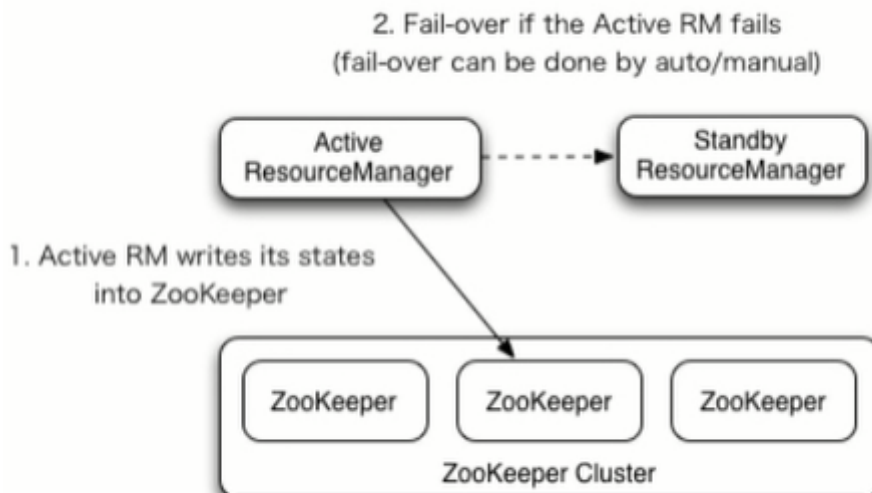 2. Fail-over if the Active RM fails
(fail-over can be done by auto/manual)
Active
ResourceManager
Standby
ResourceManager
1. Active RM writes its states
into ZooKeeper
ZooKeeper
ZooKeeper
ZooKeeper
ZooKeeper Cluster